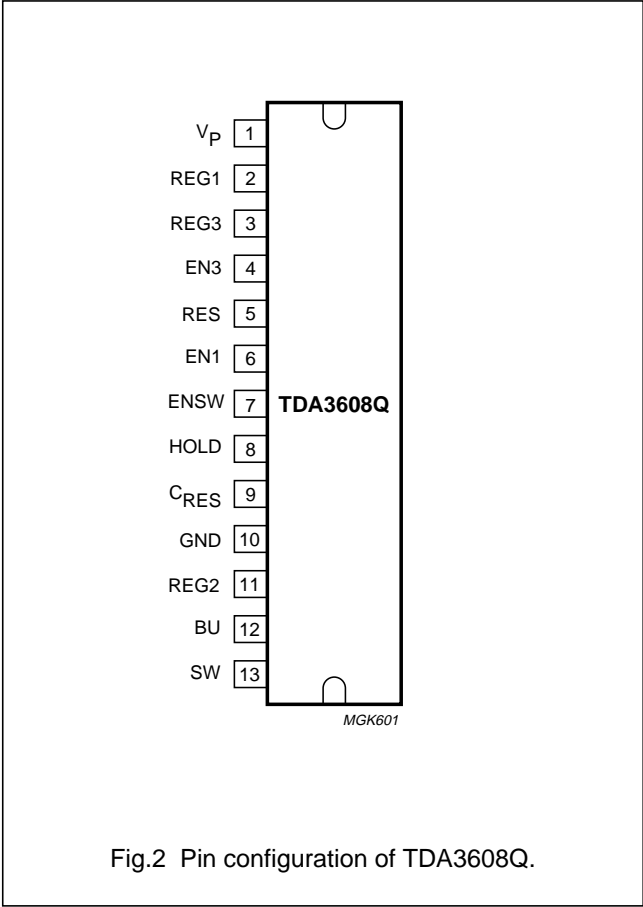 V_P 1
REG1 2
REG3 3
EN3 4
RES 5
EN1 6
ENSW 7 TDA3608Q
HOLD 8
C_RES 9
GND 10
REG2 11
BU 12
SW 13
MGK601
Fig.2 Pin configuration of TDA3608Q.